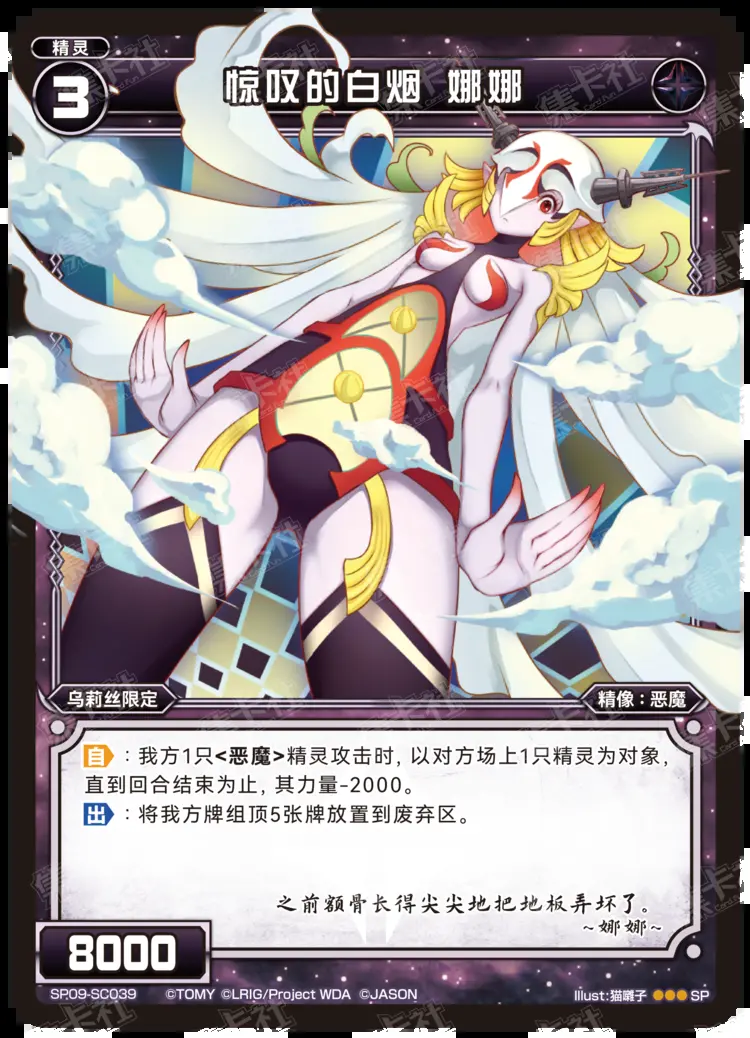 精灵
3
惊叹的白烟 娜娜
乌莉丝限定
精像：恶魔
自：我方1只<恶魔>精灵攻击时，以对方场上1只精灵为对象，
直到回合结束为止，其力量-2000。
出：将我方牌组顶5张牌放置到废弃区。
之前额骨长得尖尖地把地板弄坏了。
~娜娜~
8000
SP09-SC039 ©TOMY ©LRIG/Project WDA ©JASON
Illust:猫囃子 SP
集卡社